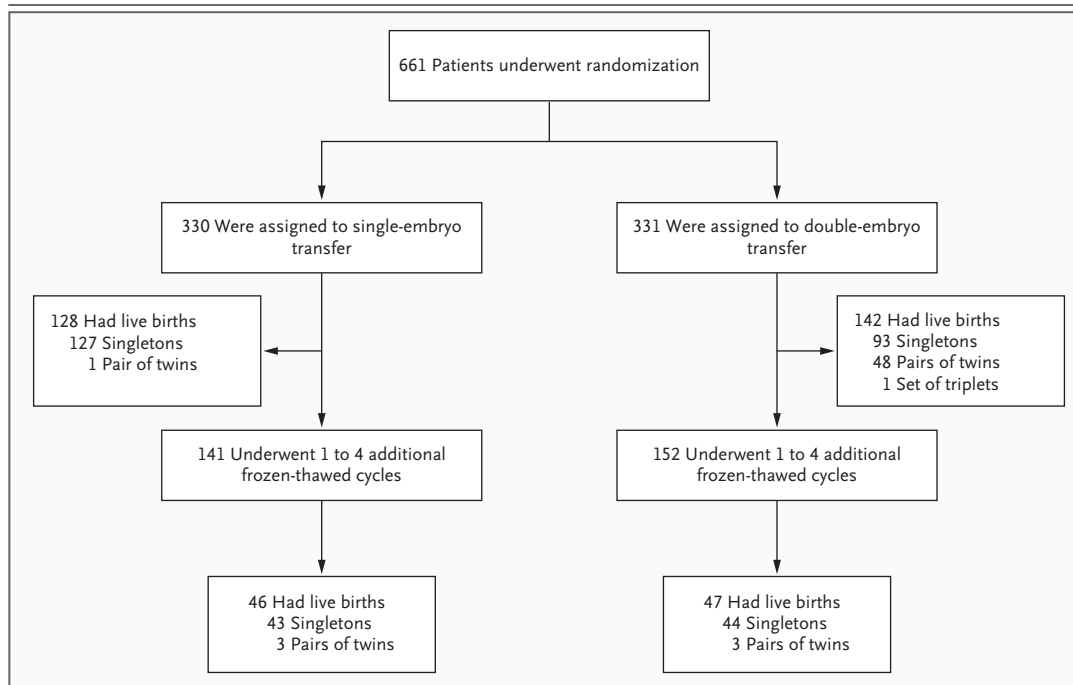 661 Patients underwent randomization
330 Were assigned to single-embryo
transfer
331 Were assigned to double-embryo
transfer
128 Had live births
127 Singletons
1 Pair of twins
142 Had live births
93 Singletons
48 Pairs of twins
1 Set of triplets
141 Underwent 1 to 4 additional
frozen-thawed cycles
152 Underwent 1 to 4 additional
frozen-thawed cycles
46 Had live births
43 Singletons
3 Pairs of twins
47 Had live births
44 Singletons
3 Pairs of twins